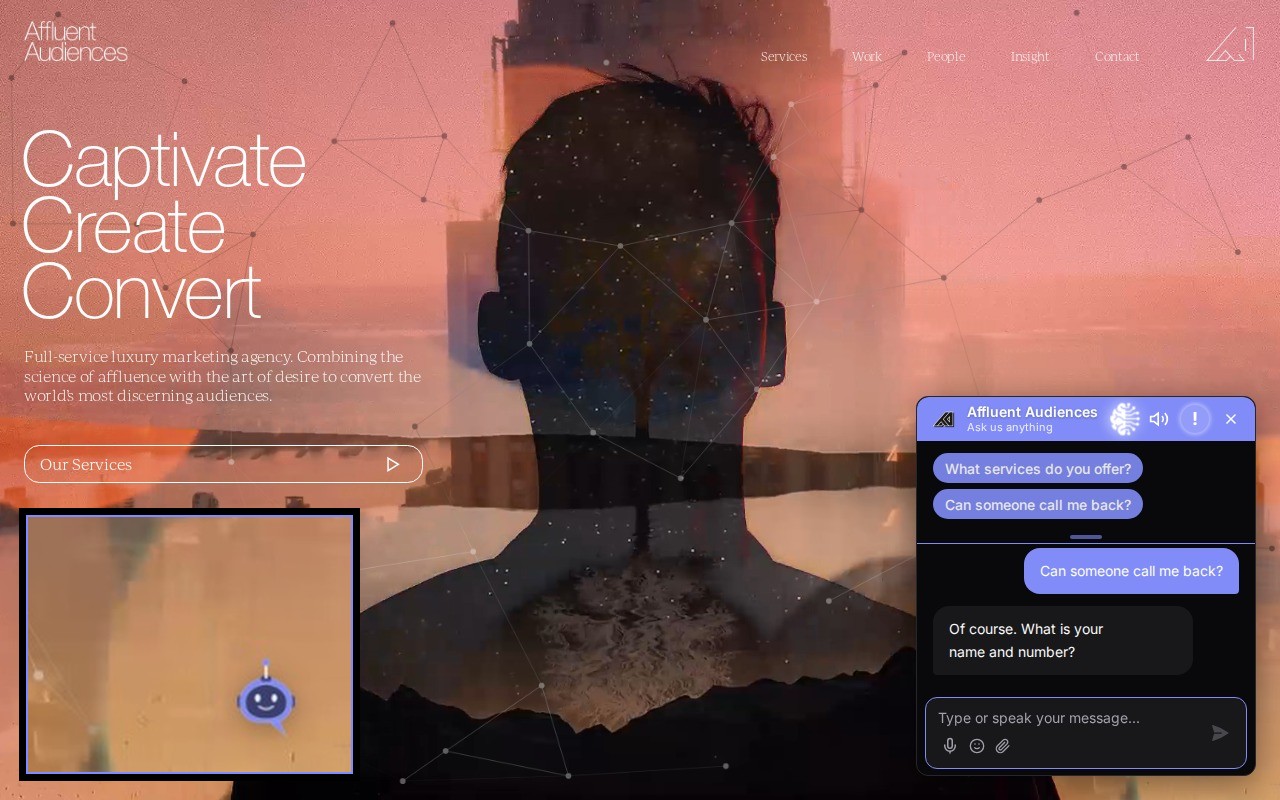 Affluent
Audiences
Services
Work
People
Insight
Contact
Captivate
Create
Convert
Full-service luxury marketing agency. Combining the
science of affluence with the art of desire to convert the
world's most discerning audiences.
Our Services
Affluent Audiences
Ask us anything
What services do you offer?
Can someone call me back?
Can someone call me back?
Of course. What is your
name and number?
Type or speak your message...